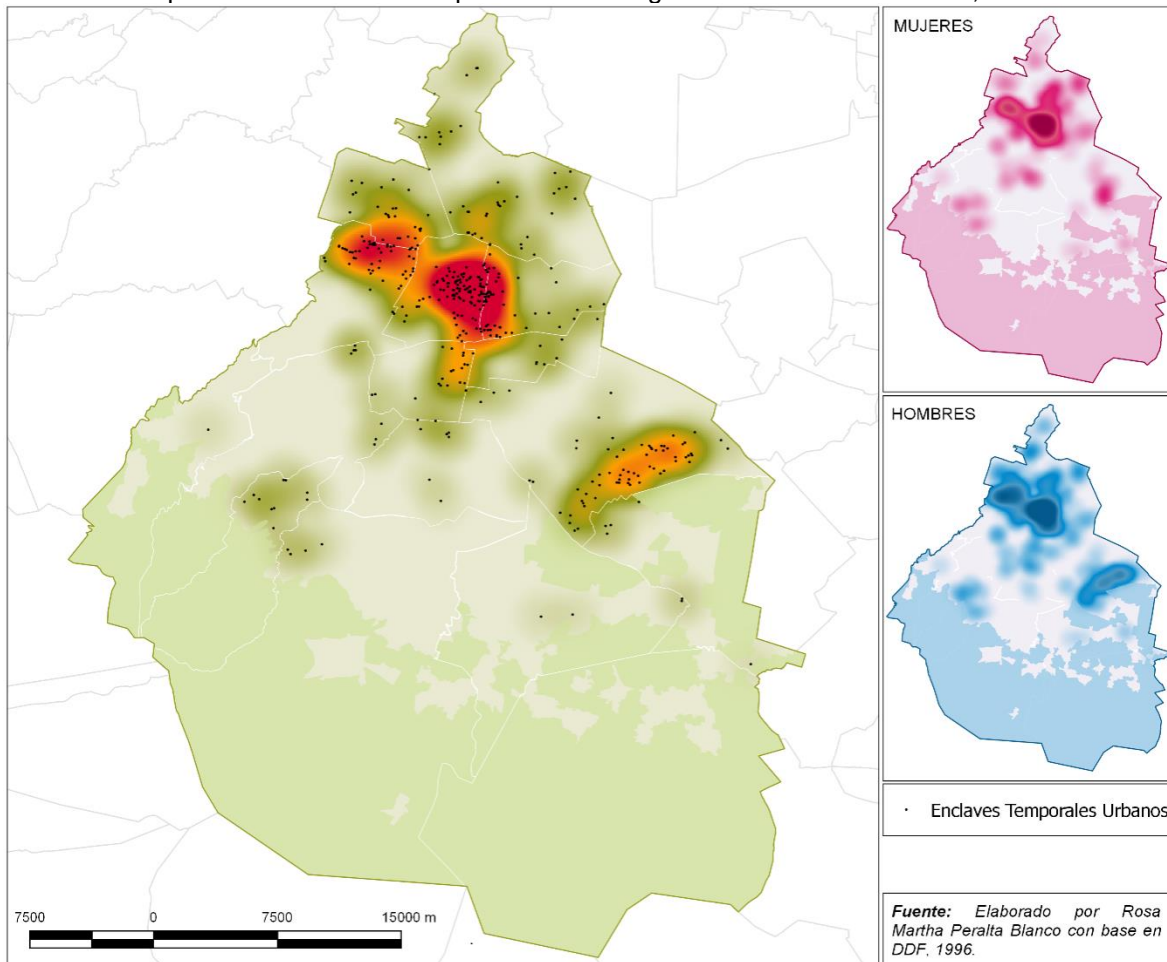 MUJERES
HOMBRES
· Enclaves Temporales Urbanos
Fuente: Elaborado por Rosa
Martha Peralta Blanco con base en
DDF, 1996.
7500 0 7500 15000 m